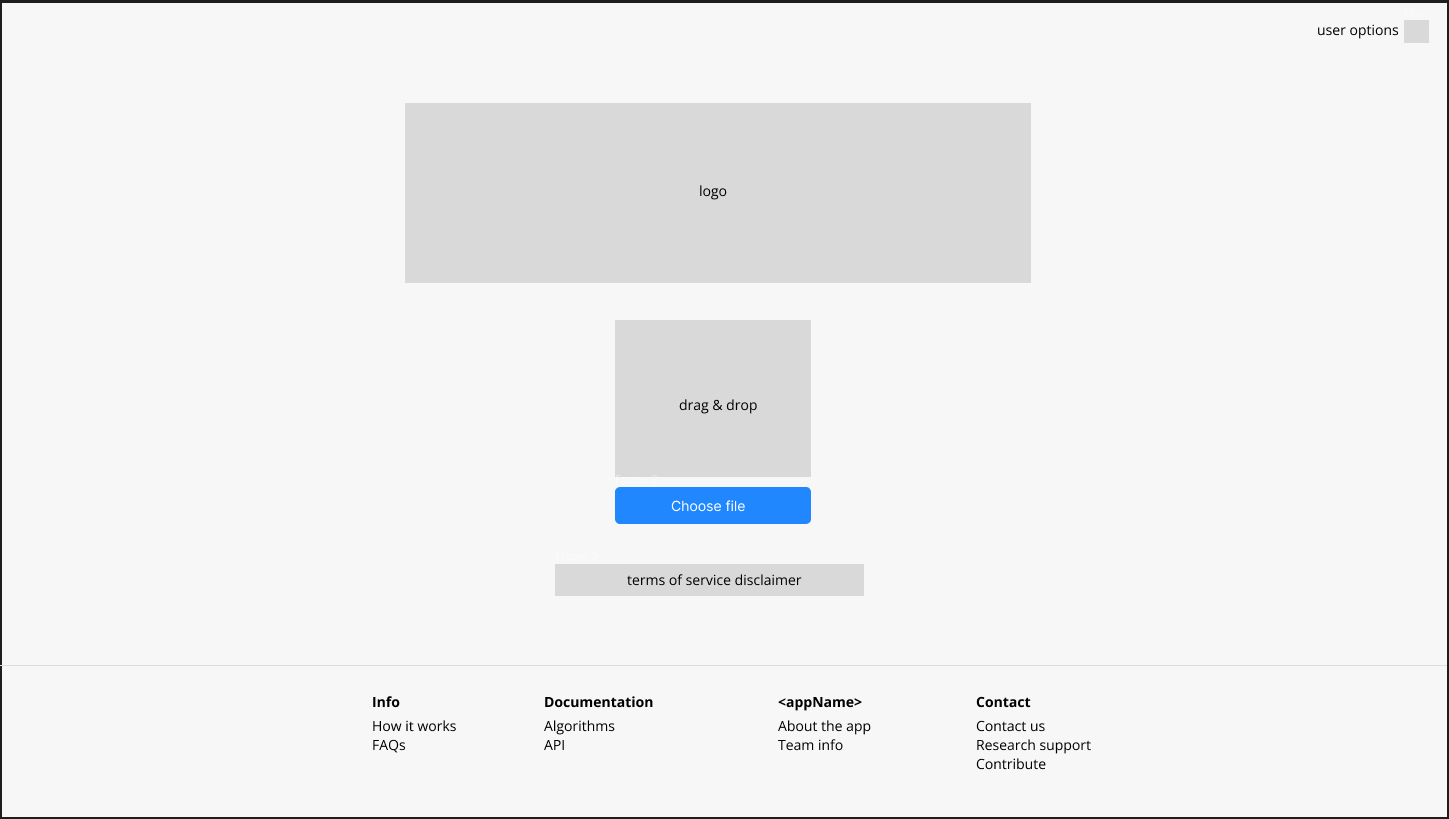 user options
logo
drag & drop
Choose file
terms of service disclaimer
Info
How it works
FAQs
Documentation
Algorithms
API
<appName>
About the app
Team info
Contact
Contact us
Research support
Contribute